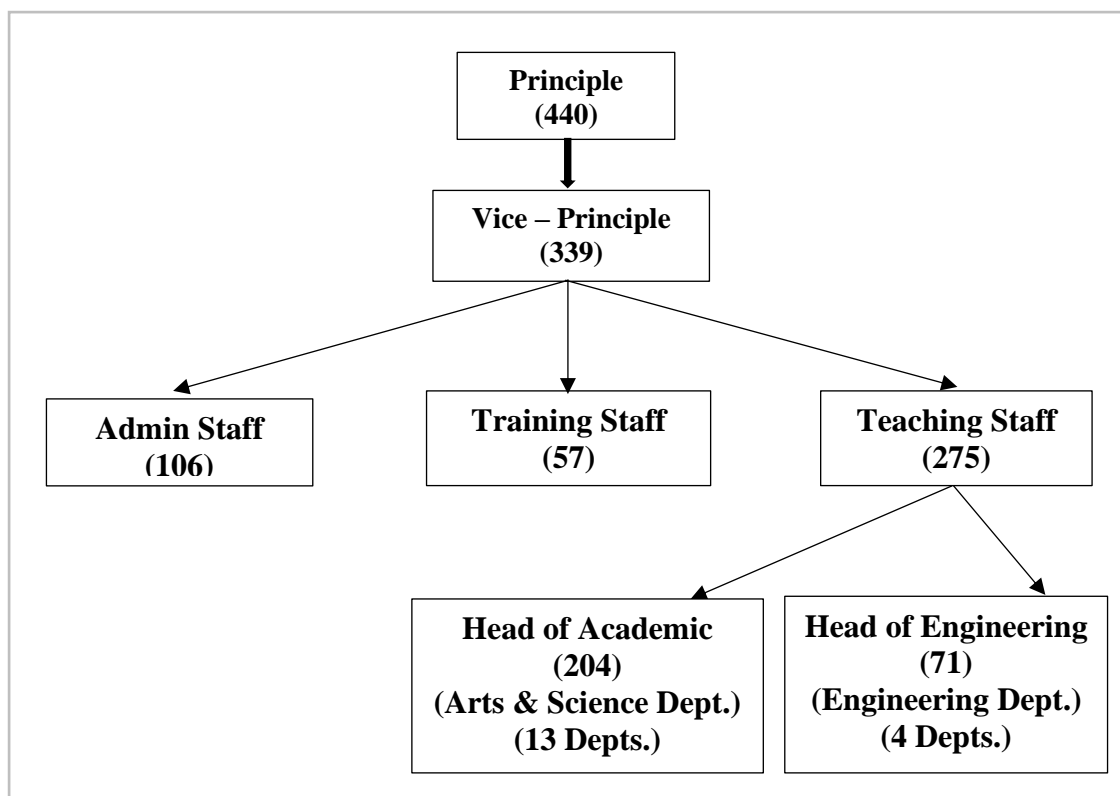 Principle
(440)
Vice – Principle
(339)
Admin Staff
(106)
Training Staff
(57)
Teaching Staff
(275)
Head of Academic
(204)
(Arts & Science Dept.)
(13 Depts.)
Head of Engineering
(71)
(Engineering Dept.)
(4 Depts.)